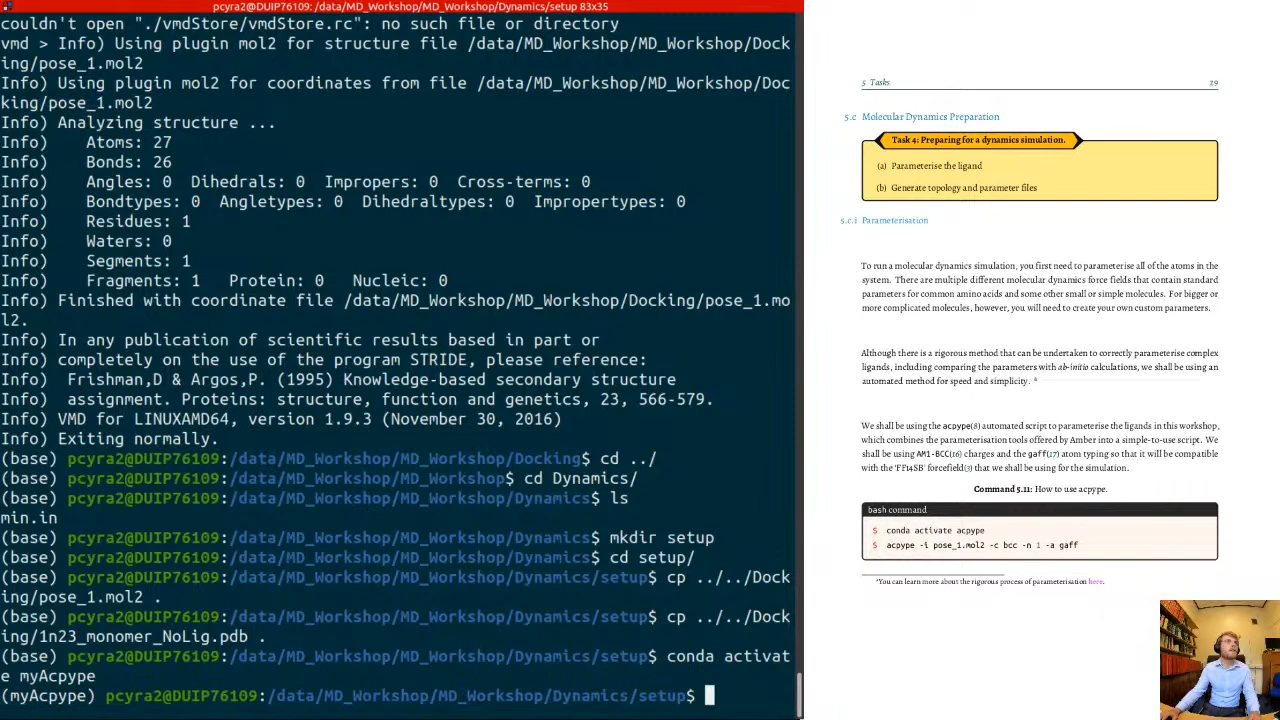 pcyra2@DUIP76109: /data/MD_Workshop/MD_Workshop/Dynamics/setup 83x35
couldn't open "./vmdStore/vmdStore.rc": no such file or directory
vmd > Info) Using plugin mol2 for structure file /data/MD_Workshop/MD_Workshop/Doc
king/pose_1.mol2
Info) Using plugin mol2 for coordinates from file /data/MD_Workshop/MD_Workshop/Doc
king/pose_1.mol2
Info) Analyzing structure ...
Info)    Atoms: 27
Info)    Bonds: 26
Info)    Angles: 0  Dihedrals: 0  Impropers: 0  Cross-terms: 0
Info)    Bondtypes: 0  Angletypes: 0  Dihedraltypes: 0  Impropertypes: 0
Info)    Residues: 1
Info)    Waters: 0
Info)    Segments: 1
Info)    Fragments: 1   Protein: 0   Nucleic: 0
Info) Finished with coordinate file /data/MD_Workshop/MD_Workshop/Docking/pose_1.mo
l2.
Info) In any publication of scientific results based in part or
Info) completely on the use of the program STRIDE, please reference:
Info)  Frishman,D & Argos,P. (1995) Knowledge-based protein secondary structure
Info)  assignment. Proteins: structure, function and genetics, 23, 566-579.
Info) VMD for LINUXAMD64, version 1.9.3 (November 30, 2016)
Info) Exiting normally.
(base) pcyra2@DUIP76109:/data/MD_Workshop/MD_Workshop/Docking$ cd ../
(base) pcyra2@DUIP76109:/data/MD_Workshop/MD_Workshop$ cd Dynamics/
(base) pcyra2@DUIP76109:/data/MD_Workshop/MD_Workshop/Dynamics$ ls
min.in
(base) pcyra2@DUIP76109:/data/MD_Workshop/MD_Workshop/Dynamics$ mkdir setup
(base) pcyra2@DUIP76109:/data/MD_Workshop/MD_Workshop/Dynamics$ cd setup/
(base) pcyra2@DUIP76109:/data/MD_Workshop/MD_Workshop/Dynamics/setup$ cp ../../Dock
ing/pose_1.mol2 .
(base) pcyra2@DUIP76109:/data/MD_Workshop/MD_Workshop/Dynamics/setup$ cp ../../Dock
ing/1n23_monomer_NoLig.pdb .
(base) pcyra2@DUIP76109:/data/MD_Workshop/MD_Workshop/Dynamics/setup$ conda activat
e myAcpype
(myAcpype) pcyra2@DUIP76109:/data/MD_Workshop/MD_Workshop/Dynamics/setup$
5 Tasks 29
5.c Molecular Dynamics Preparation
Task 4: Preparing for a dynamics simulation.
(a) Parameterise the ligand
(b) Generate topology and parameter files
5.c.i Parameterisation
To run a molecular dynamics simulation, you first need to parameterise all of the atoms in the
system. There are multiple different molecular dynamics force fields that contain standard
parameters for common amino acids and some other small or simple molecules. For bigger or
more complicated molecules, however, you will need to create your own custom parameters.
Although there is a rigorous method that can be undertaken to correctly parameterise complex
ligands, including comparing the parameters with ab-initio calculations, we shall be using an
automated method for speed and simplicity. a
We shall be using the acpype(8) automated script to parameterise the ligands in this workshop,
which combines the parameterisation tools offered by Amber into a simple-to-use script. We
shall be using AM1-BCC(16) charges and the gaff(17) atom typing so that it will be compatible
with the 'FF14SB' forcefield(3) that we shall be using for the simulation.
Command 5.11: How to use acpype.
bash command
$ conda activate acpype
$ acpype -i pose_1.mol2 -c bcc -n 1 -a gaff
aYou can learn more about the rigorous process of parameterisation here.